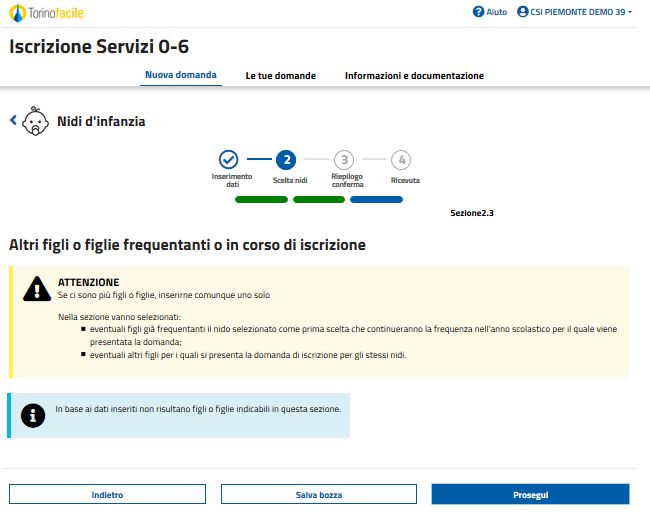 Torinofacile
Aiuto CSI PIEMONTE DEMO 39
Iscrizione Servizi 0-6
Nuova domanda Le tue domande Informazioni e documentazione
Nidi d'infanzia
2 3 4
Inserimento dati Scelta nidi Riepilogo conferma Ricevuta
Sezione2.3
Altri figli o figlie frequentanti o in corso di iscrizione
ATTENZIONE
Se ci sono più figli o figlie, inserirne comunque uno solo
Nella sezione vanno selezionati:
eventuali figli già frequentanti il nido selezionato come prima scelta che continueranno la frequenza nell'anno scolastico per il quale viene
presentata la domanda;
eventuali altri figli per i quali si presenta la domanda di iscrizione per gli stessi nidi.
In base ai dati inseriti non risultano figli o figlie indicabili in questa sezione.
Indietro Salva bozza Prosegui